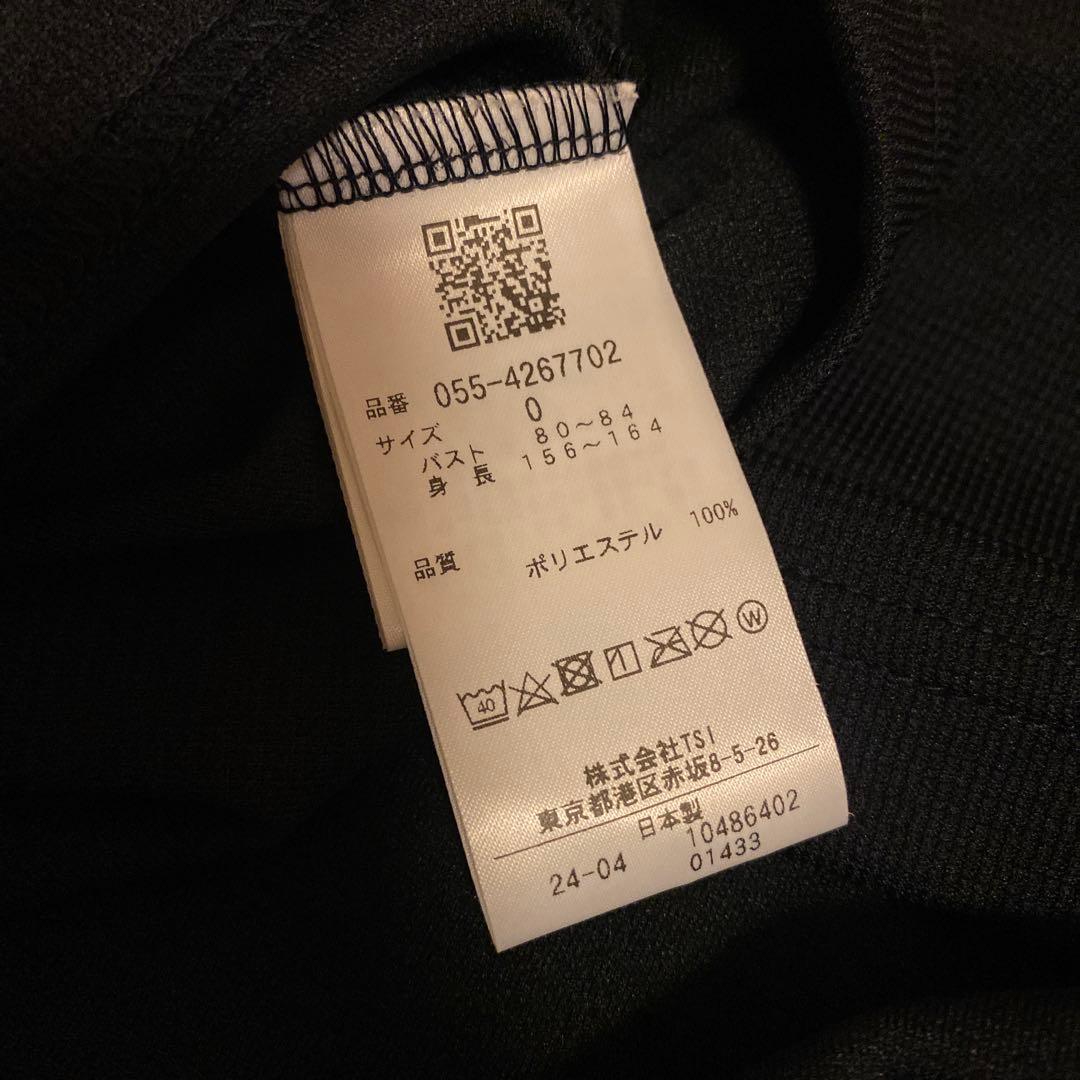 品番 055-4267702
サイズ 0
バスト 80~84
身長 156~164
品質 ポリエステル 100%
40 W
株式会社TSI
東京都港区赤坂8-5-26
日本製
24-04 10486402
01433